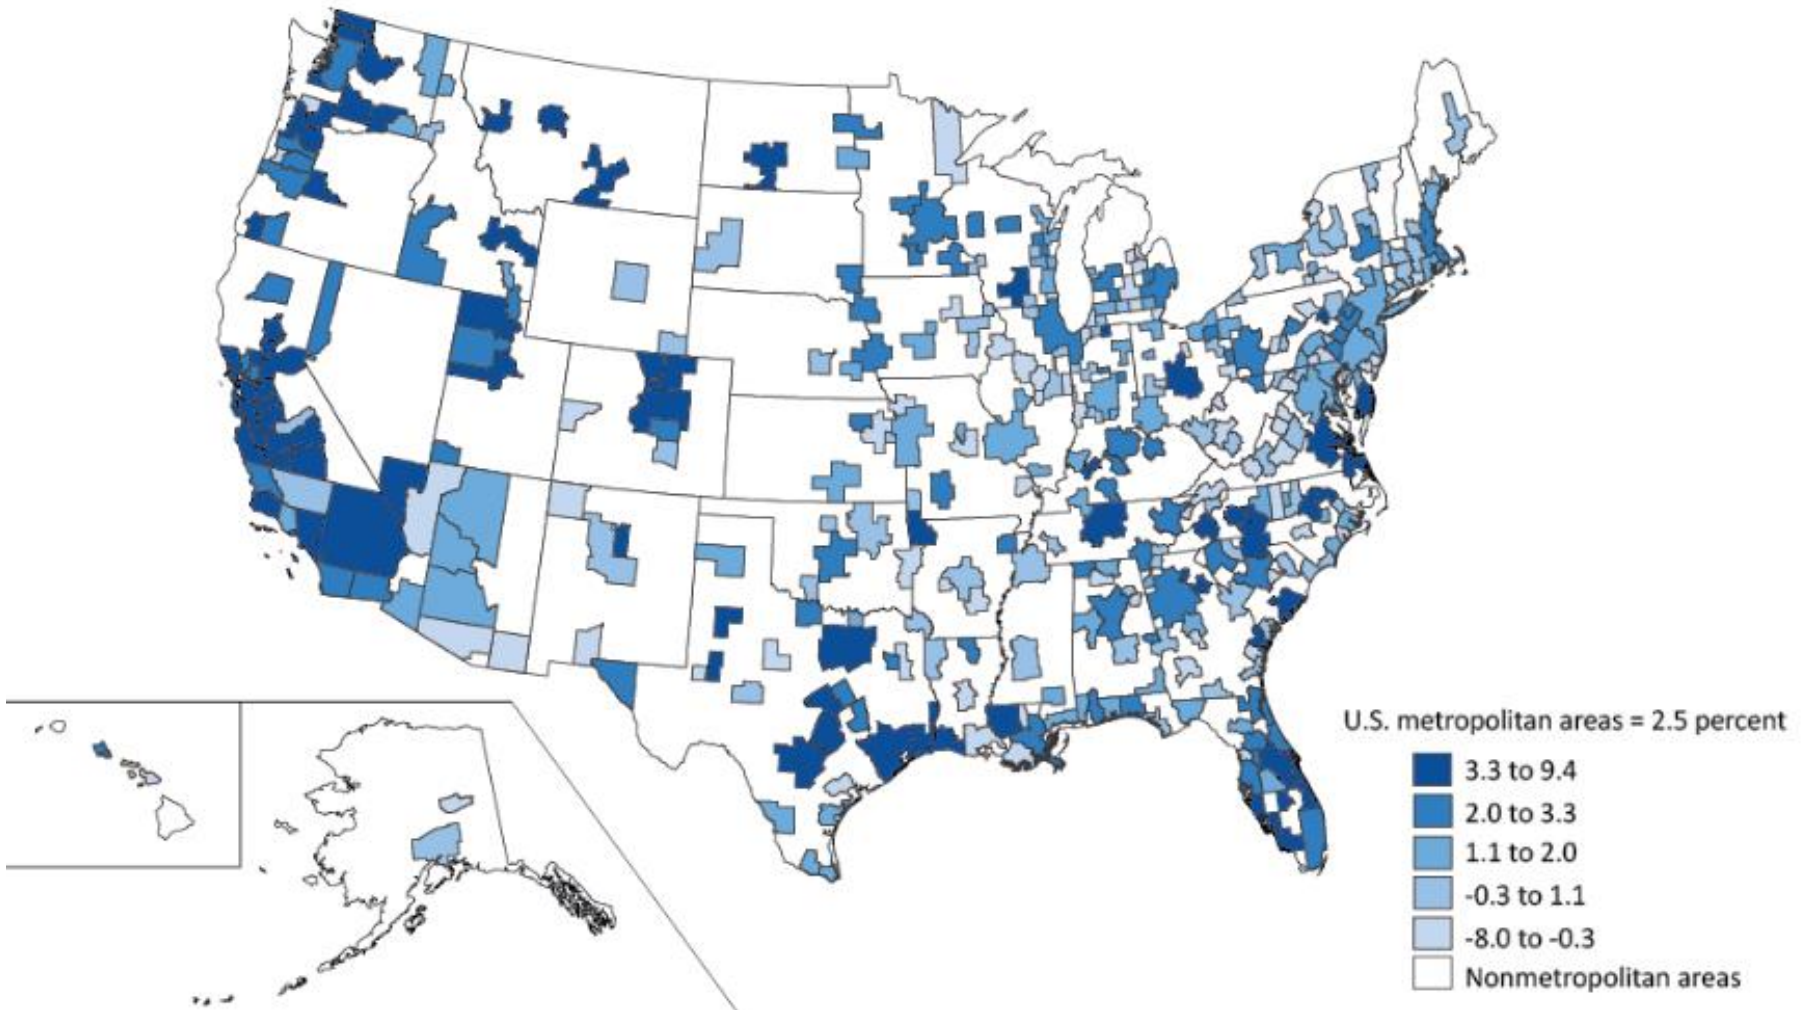 U.S. metropolitan areas = 2.5 percent
3.3 to 9.4
2.0 to 3.3
1.1 to 2.0
-0.3 to 1.1
-8.0 to -0.3
Nonmetropolitan areas